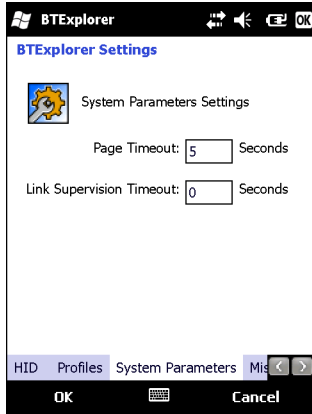 BTExplorer OK
BTExplorer Settings
System Parameters Settings
Page Timeout: 5 Seconds
Link Supervision Timeout: 0 Seconds
HID Profiles System Parameters Mis
OK Cancel